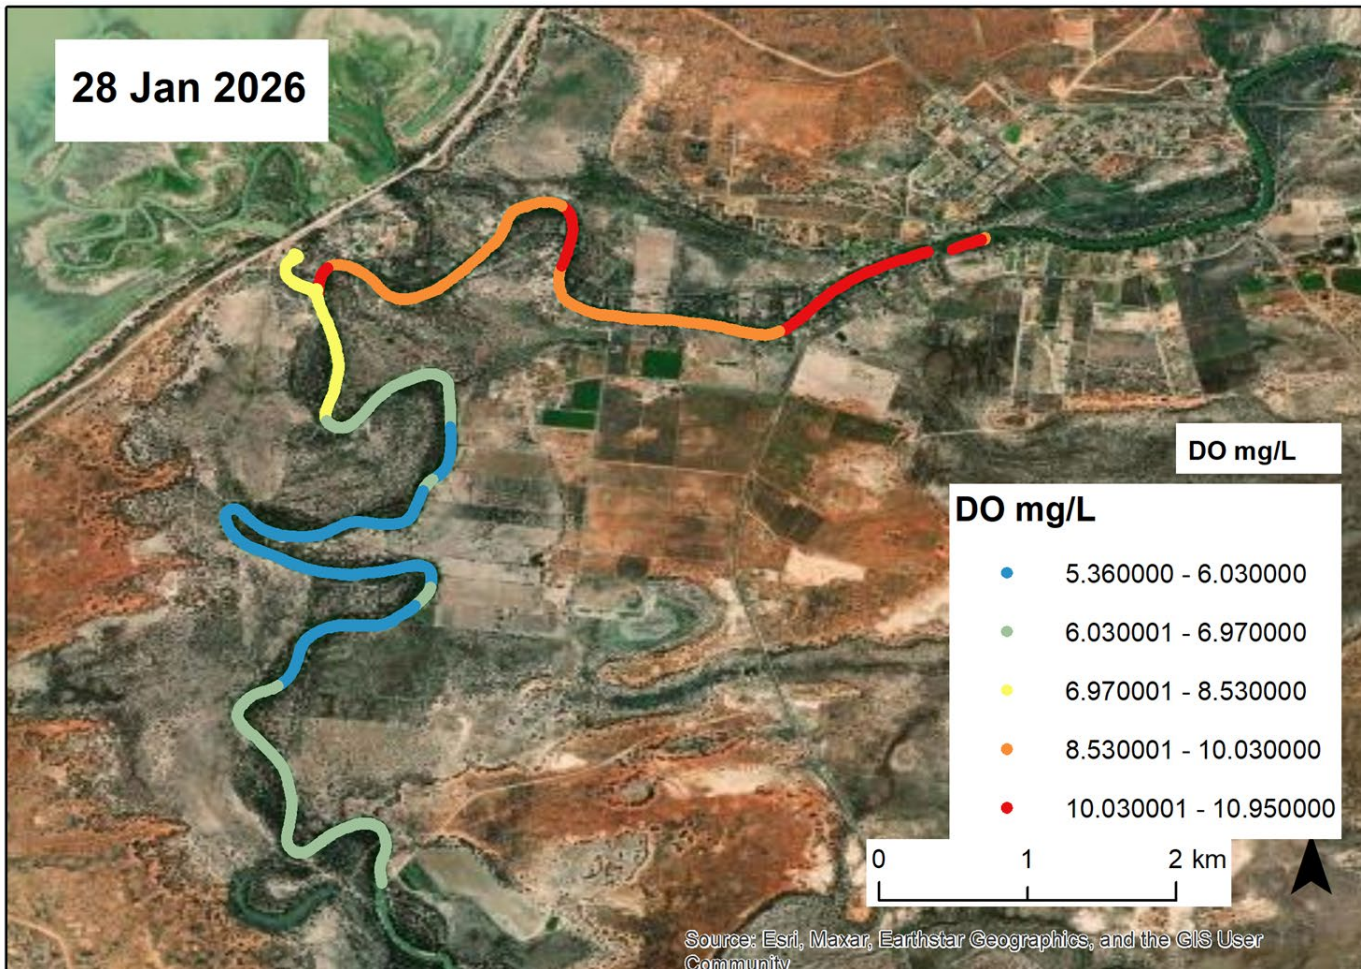 28 Jan 2026
DO mg/L
DO mg/L
5.360000 - 6.030000
6.030001 - 6.970000
6.970001 - 8.530000
8.530001 - 10.030000
10.030001 - 10.950000
0 1 2 km
Source: Esri, Maxar, Earthstar Geographics, and the GIS User
Community